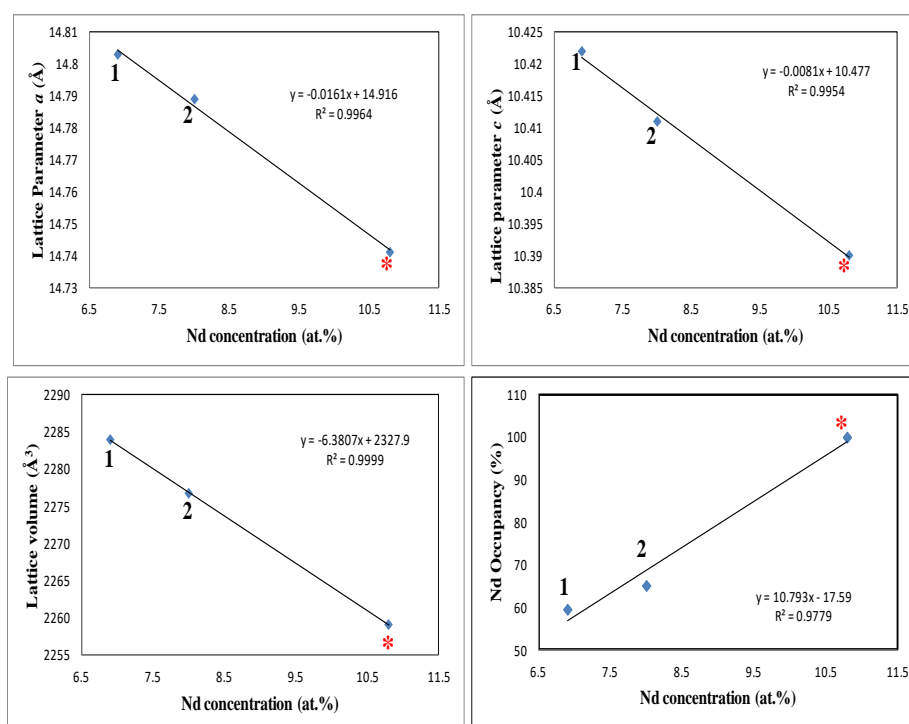 14.81
14.8
14.79
14.78
14.77
14.76
14.75
14.74
14.73
Lattice Parameter a (Å)
1
2
*
y = -0.0161x + 14.916
R² = 0.9964
6.5 7.5 8.5 9.5 10.5 11.5
Nd concentration (at.%)
10.425
10.42
10.415
10.41
10.405
10.4
10.395
10.39
10.385
Lattice parameter c (Å)
1
2
*
y = -0.0081x + 10.477
R² = 0.9954
6.5 7.5 8.5 9.5 10.5 11.5
Nd concentration (at.%)
2290
2285
2280
2275
2270
2265
2260
2255
Lattice volume (Å³)
1
2
*
y = -6.3807x + 2327.9
R² = 0.9999
6.5 7.5 8.5 9.5 10.5 11.5
Nd concentration (at.%)
110
100
90
80
70
60
50
Nd Occupancy (%)
*
2
1
y = 10.793x - 17.59
R² = 0.9779
6.5 7.5 8.5 9.5 10.5 11.5
Nd concentration (at.%)